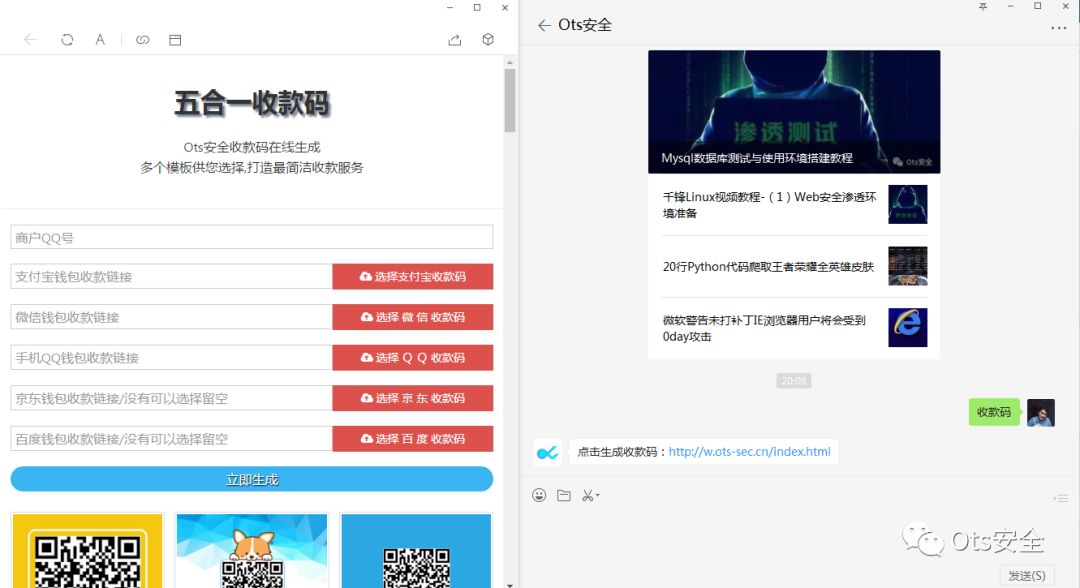 五合一收款码
Ots安全收款码在线生成
多个模板供您选择,打造最简洁收款服务
商户QQ号
支付宝钱包收款链接
选择支付宝收款码
微信钱包收款链接
选择 微 信 收款码
手机QQ钱包收款链接
选择 Q Q 收款码
京东钱包收款链接/没有可以选择留空
选择 京 东 收款码
百度钱包收款链接/没有可以选择留空
选择 百 度 收款码
立即生成
Ots安全
渗透测试
Mysql数据库测试与使用环境搭建教程
Ots安全
千锋Linux视频教程-（1）Web安全渗透环
境准备
20行Python代码爬取王者荣耀全英雄皮肤
微软警告未打补丁IE浏览器用户将会受到
0day攻击
20:08
收款码
点击生成收款码：http://w.ots-sec.cn/index.html
Ots安全
发送(S)